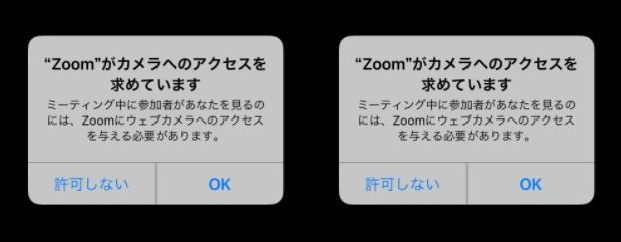 “Zoom”がカメラへのアクセスを
求めています
ミーティング中に参加者があなたを見るの
には、Zoomにウェブカメラへのアクセス
を与える必要があります。
許可しない
OK
“Zoom”がカメラへのアクセスを
求めています
ミーティング中に参加者があなたを見るの
には、Zoomにウェブカメラへのアクセス
を与える必要があります。
許可しない
OK